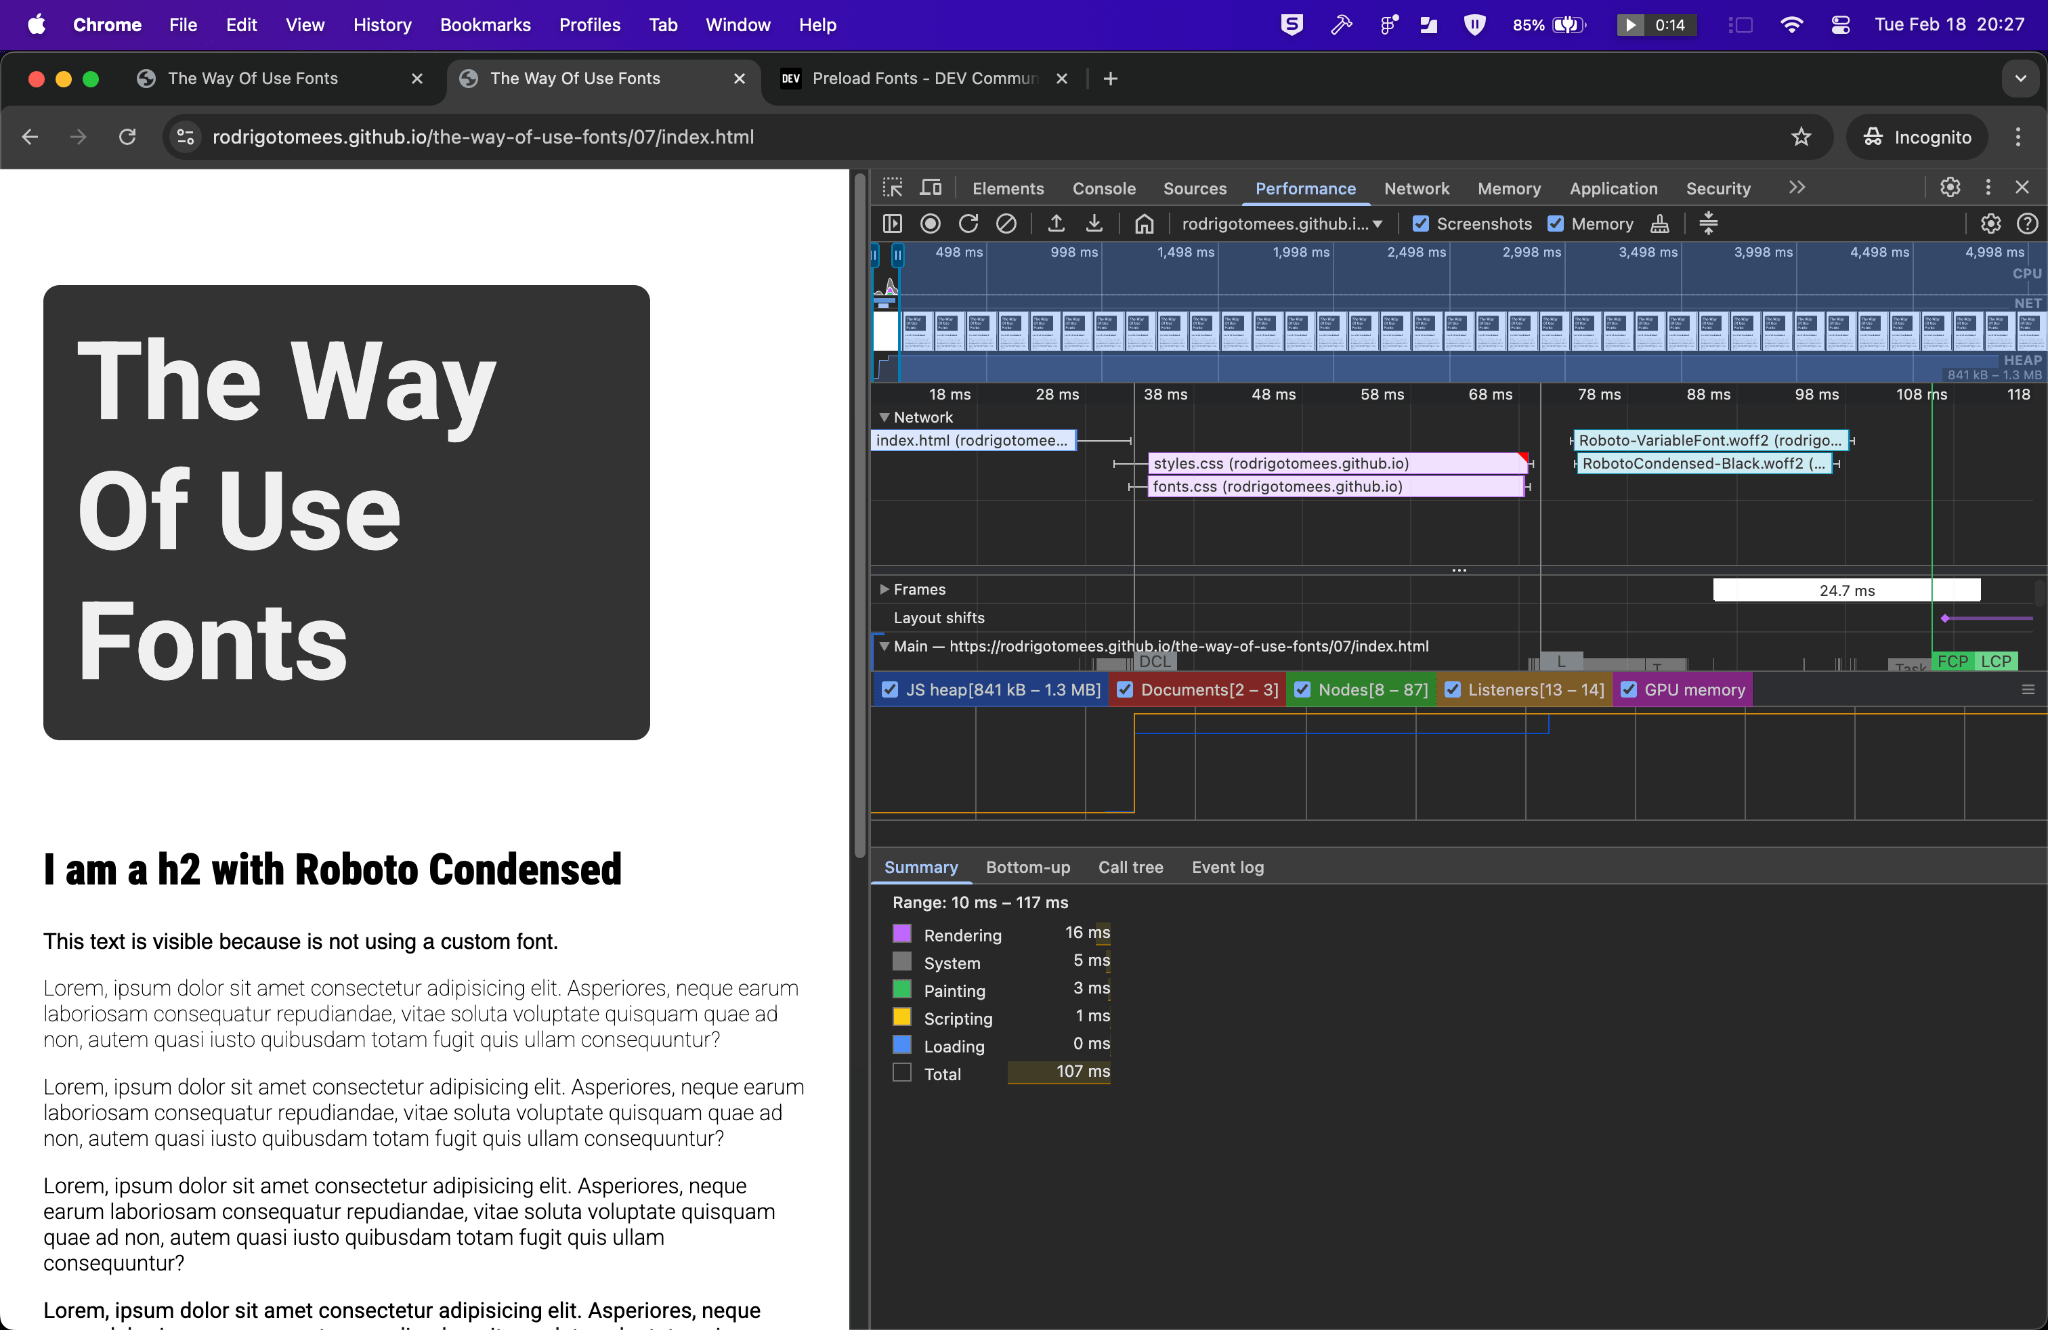 Chrome File Edit View History Bookmarks Profiles Tab Window Help 85% 0:14 Tue Feb 18 20:27
The Way Of Use Fonts The Way Of Use Fonts DEV Preload Fonts - DEV Commun
rodrigotomees.github.io/the-way-of-use-fonts/07/index.html Incognito
The Way
Of Use
Fonts
I am a h2 with Roboto Condensed
This text is visible because is not using a custom font.
Lorem, ipsum dolor sit amet consectetur adipisicing elit. Asperiores, neque earum
laboriosam consequatur repudiandae, vitae soluta voluptate quisquam quae ad
non, autem quasi iusto quibusdam totam fugit quis ullam consequuntur?
Lorem, ipsum dolor sit amet consectetur adipisicing elit. Asperiores, neque earum
laboriosam consequatur repudiandae, vitae soluta voluptate quisquam quae ad
non, autem quasi iusto quibusdam totam fugit quis ullam consequuntur?
Lorem, ipsum dolor sit amet consectetur adipisicing elit. Asperiores, neque
earum laboriosam consequatur repudiandae, vitae soluta voluptate quisquam
quae ad non, autem quasi iusto quibusdam totam fugit quis ullam
consequuntur?
Lorem, ipsum dolor sit amet consectetur adipisicing elit. Asperiores, neque
Elements Console Sources Performance Network Memory Application Security
rodrigotomees.github.i... Screenshots Memory
498 ms 998 ms 1,498 ms 1,998 ms 2,498 ms 2,998 ms 3,498 ms 3,998 ms 4,498 ms 4,998 ms
CPU
NET
HEAP
841 kB – 1.3 MB
18 ms 28 ms 38 ms 48 ms 58 ms 68 ms 78 ms 88 ms 98 ms 108 ms 118
Network
index.html (rodrigotomee... Roboto-VariableFont.woff2 (rodrigo...
styles.css (rodrigotomees.github.io) RobotoCondensed-Black.woff2 (...
fonts.css (rodrigotomees.github.io)
Frames 24.7 ms
Layout shifts
Main — https://rodrigotomees.github.io/the-way-of-use-fonts/07/index.html
DCL L T... Task FCP LCP
JS heap[841 kB – 1.3 MB] Documents[2 – 3] Nodes[8 – 87] Listeners[13 – 14] GPU memory
Summary Bottom-up Call tree Event log
Range: 10 ms – 117 ms
Rendering 16 ms
System 5 ms
Painting 3 ms
Scripting 1 ms
Loading 0 ms
Total 107 ms